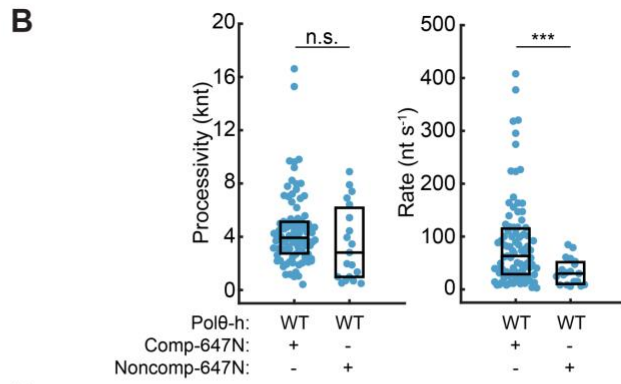 B
n.s.
***
Processivity (knt)
20
16
12
8
4
0
Rate (nt s⁻¹)
500
400
300
200
100
0
Polθ-h: WT WT WT WT
Comp-647N: + - + -
Noncomp-647N: - + - +